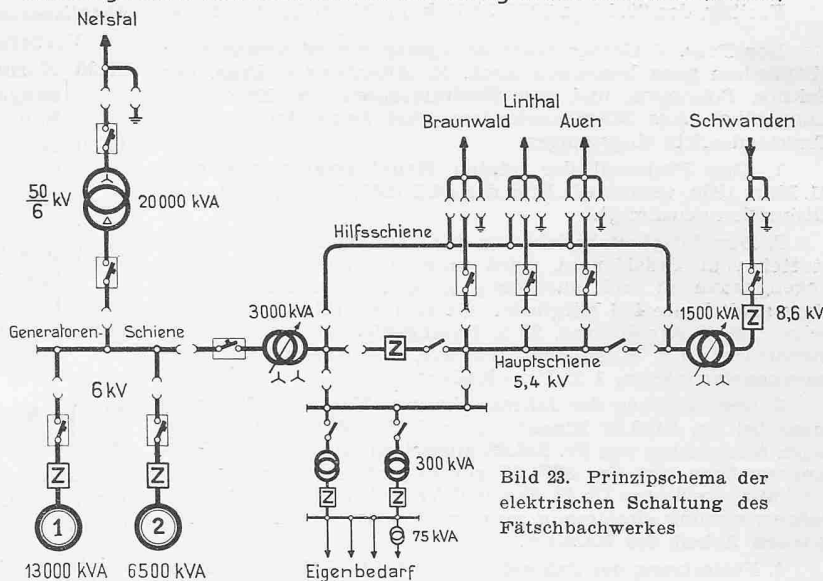 Netstal
50/6 kV
20000 kVA
Linthal
Braunwald
Auen
Schwanden
Hilfsschiene
3000 kVA
1500 kVA
8,6 kV
Z
Generatoren-Schiene
6 kV
Z
Hauptschiene
5,4 kV
Z
Z
300 kVA
Z
Z
1
2
75 kVA
13000 kVA
6500 kVA
Eigenbedarf
Bild 23. Prinzipschema der
elektrischen Schaltung des
Fätschbachwerkes